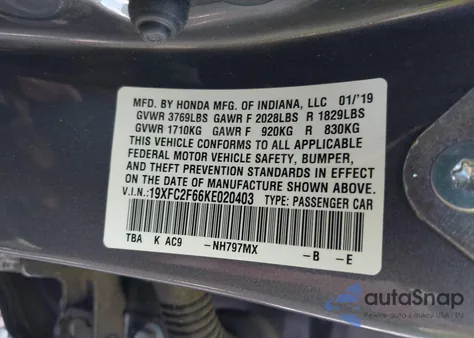 MFD. BY HONDA MFG. OF INDIANA, LLC 01/'19
GVWR 3769LBS GAWR F 2028LBS R 1829LBS
GVWR 1710KG GAWR F 920KG R 830KG
THIS VEHICLE CONFORMS TO ALL APPLICABLE
FEDERAL MOTOR VEHICLE SAFETY, BUMPER,
AND THEFT PREVENTION STANDARDS IN EFFECT
ON THE DATE OF MANUFACTURE SHOWN ABOVE.
V.I.N.:19XFC2F66KE020403 TYPE: PASSENGER CAR
TBA K AC9 -NH797MX -B -E
autoSnap